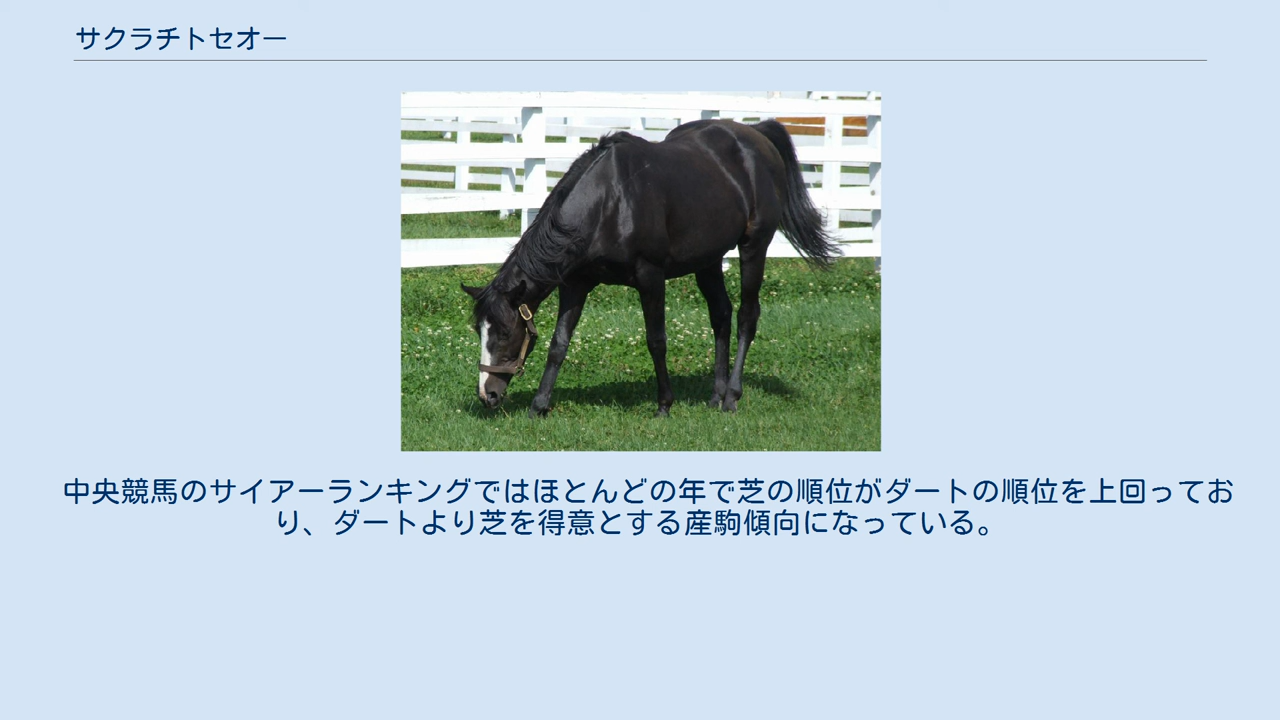 サクラチトセオー
中央競馬のサイアーランキングではほとんどの年で芝の順位がダートの順位を上回ってお
り、ダートより芝を得意とする産駒傾向になっている。